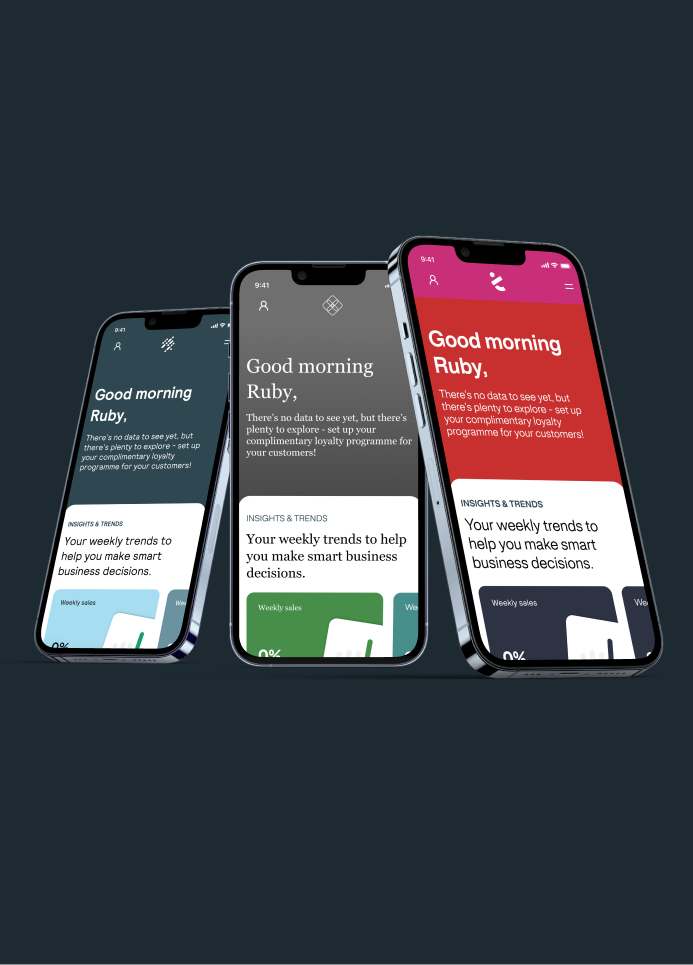 9:41
Good morning
Ruby,
There's no data to see yet, but
there's plenty to explore - set up
your complimentary loyalty
programme for your customers!
INSIGHTS & TRENDS
Your weekly trends to
help you make smart
business decisions.
Weekly sales
We
0%
9:41
Good morning
Ruby,
There's no data to see yet, but there's
plenty to explore - set up your
complimentary loyalty programme for
your customers!
INSIGHTS & TRENDS
Your weekly trends to help
you make smart business
decisions.
Weekly sales
We
0%
9:41
Good morning
Ruby,
There's no data to see yet, but
there's plenty to explore - set up
your complimentary loyalty
programme for your customers!
INSIGHTS & TRENDS
Your weekly trends to
help you make smart
business decisions.
Weekly sales
We
0%